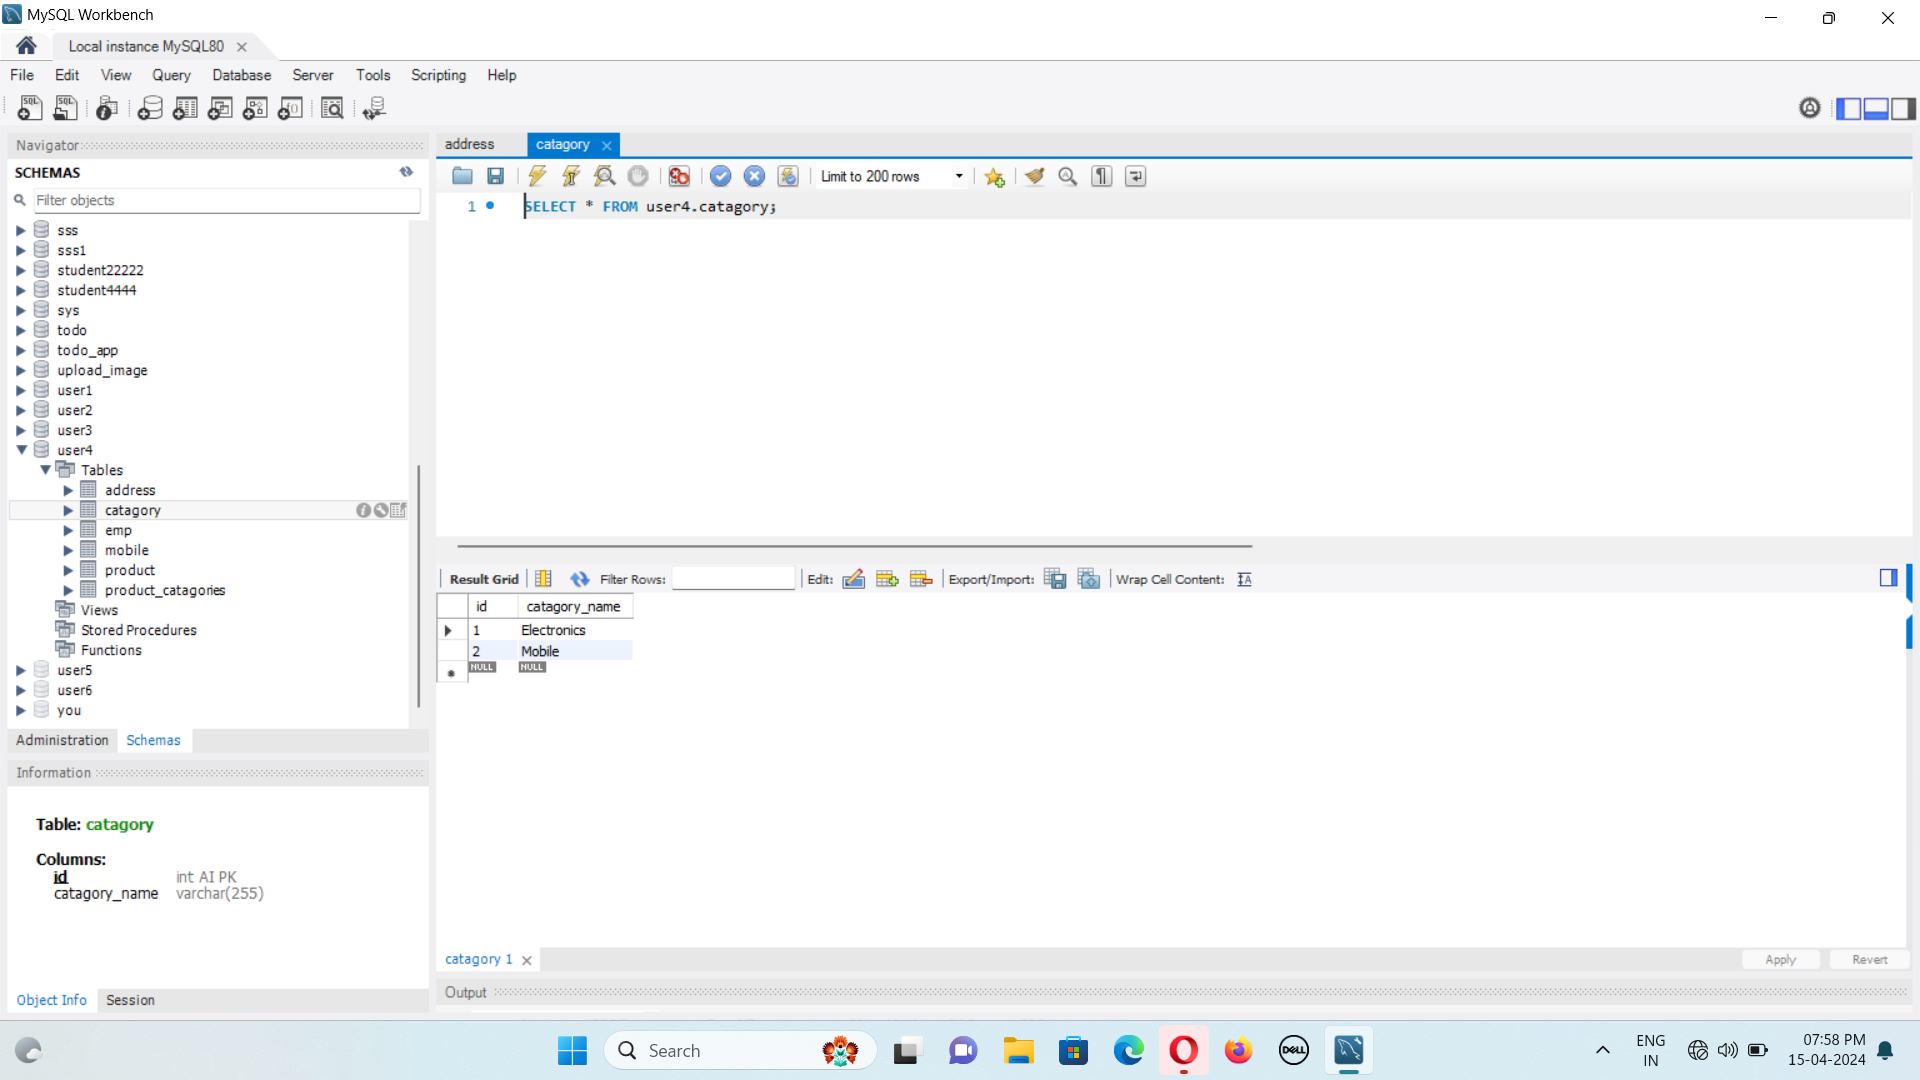 MySQL Workbench
Local instance MySQL80
File Edit View Query Database Server Tools Scripting Help
Navigator
SCHEMAS
Filter objects
sss
sss1
student22222
student4444
sys
todo
todo_app
upload_image
user1
user2
user3
user4
Tables
address
catagory
emp
mobile
product
product_catagories
Views
Stored Procedures
Functions
user5
user6
you
Administration Schemas
Information
Table: catagory
Columns:
id int AI PK
catagory_name varchar(255)
Object Info Session
address catagory
Limit to 200 rows
1 SELECT * FROM user4.catagory;
Result Grid Filter Rows: Edit: Export/Import: Wrap Cell Content:
id catagory_name
1 Electronics
2 Mobile
NULL NULL
catagory 1 Apply Revert
Output
Search
DELL
ENG
IN
07:58 PM
15-04-2024